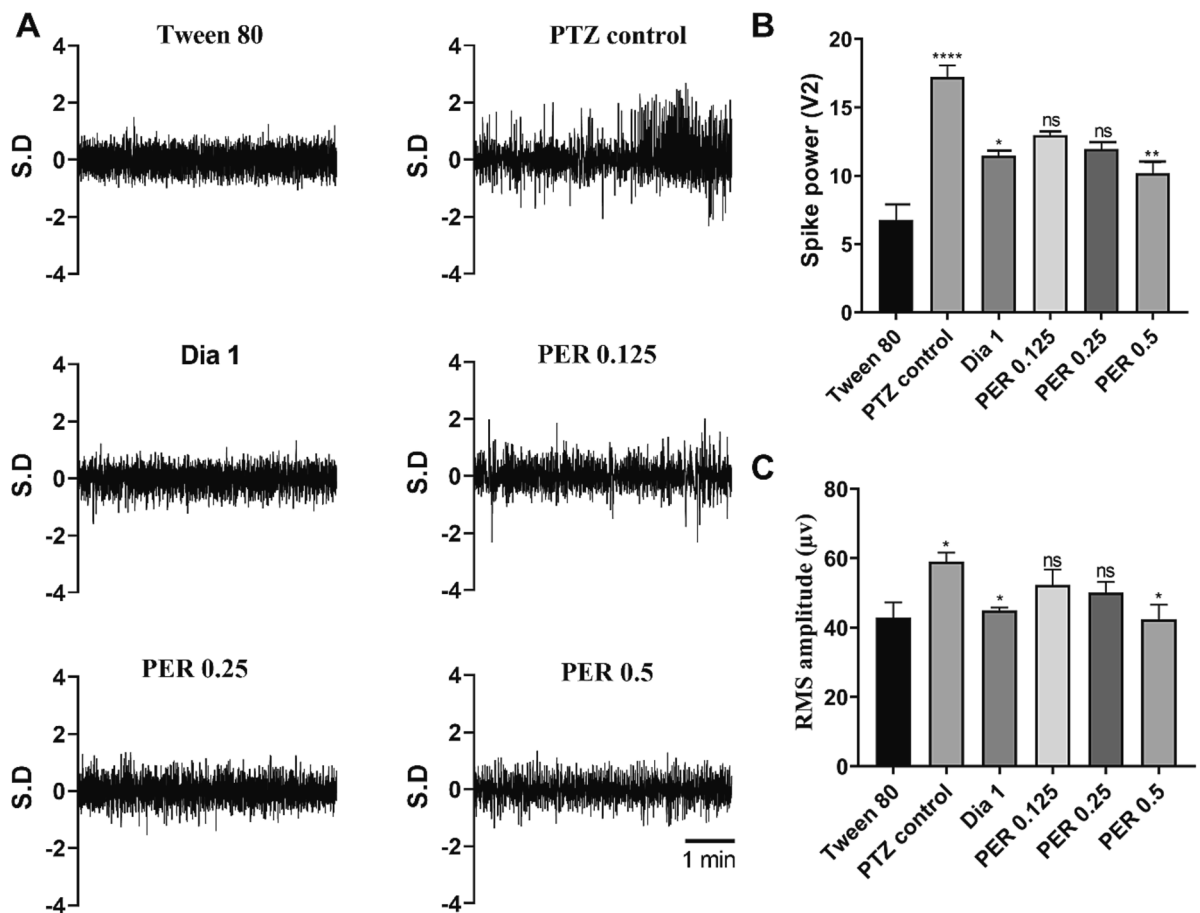 A
Tween 80
4
2
0
-2
-4
S.D
PTZ control
4
2
0
-2
-4
S.D
Dia 1
4
2
0
-2
-4
S.D
PER 0.125
4
2
0
-2
-4
S.D
PER 0.25
4
2
0
-2
-4
S.D
PER 0.5
4
2
0
-2
-4
S.D
1 min
B
Spike power (V2)
20
15
10
5
0
****
*
ns
ns
**
Tween 80
PTZ control
Dia 1
PER 0.125
PER 0.25
PER 0.5
C
RMS amplitude (μv)
80
60
40
20
0
*
*
ns
ns
*
Tween 80
PTZ control
Dia 1
PER 0.125
PER 0.25
PER 0.5